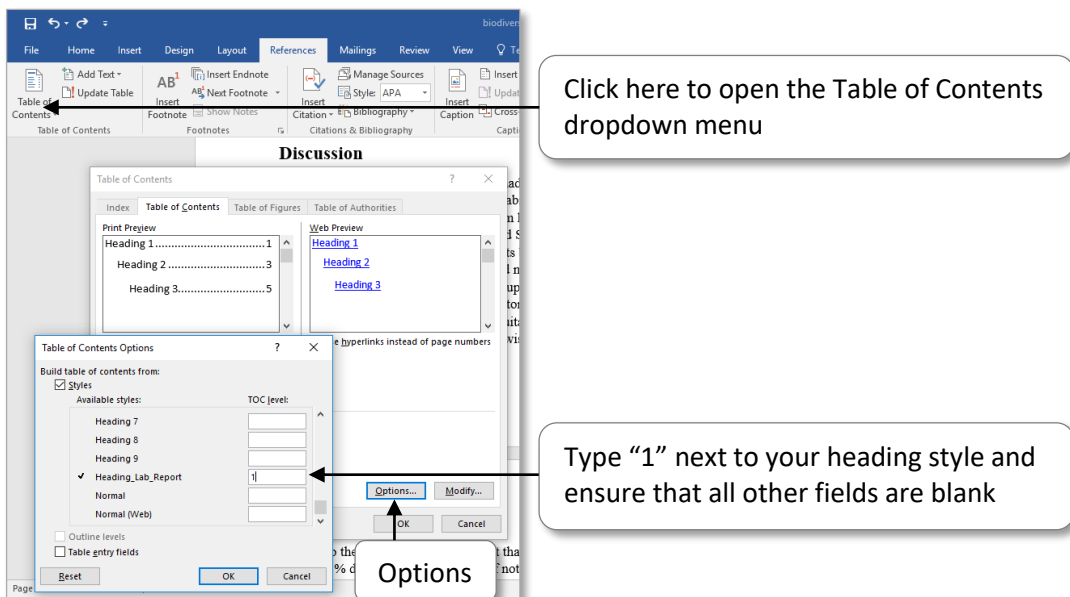 biodiver
File Home Insert Design Layout References Mailings Review View
Add Text
Update Table
Table of Contents
Table of Contents
AB1
Insert Footnote
Insert Endnote
AB1 Next Footnote
Show Notes
Footnotes
Insert Citation
Manage Sources
Style: APA
Bibliography
Citations & Bibliography
Insert Caption
Insert
Cross-
Click here to open the Table of Contents
dropdown menu
Discussion
Table of Contents ?
Index Table of Contents Table of Figures Table of Authorities
Print Preview
Heading 1..................................1
Heading 2..............................3
Heading 3...........................5
Web Preview
Heading 1
Heading 2
Heading 3
hyperlinks instead of page numbers
Table of Contents Options ?
Build table of contents from:
Styles
Available styles: TOC level:
Heading 7
Heading 8
Heading 9
Heading_Lab_Report 1
Normal
Normal (Web)
Outline levels
Table entry fields
Reset OK Cancel
Options... Modify...
OK Cancel
Type “1” next to your heading style and
ensure that all other fields are blank
Options
Page